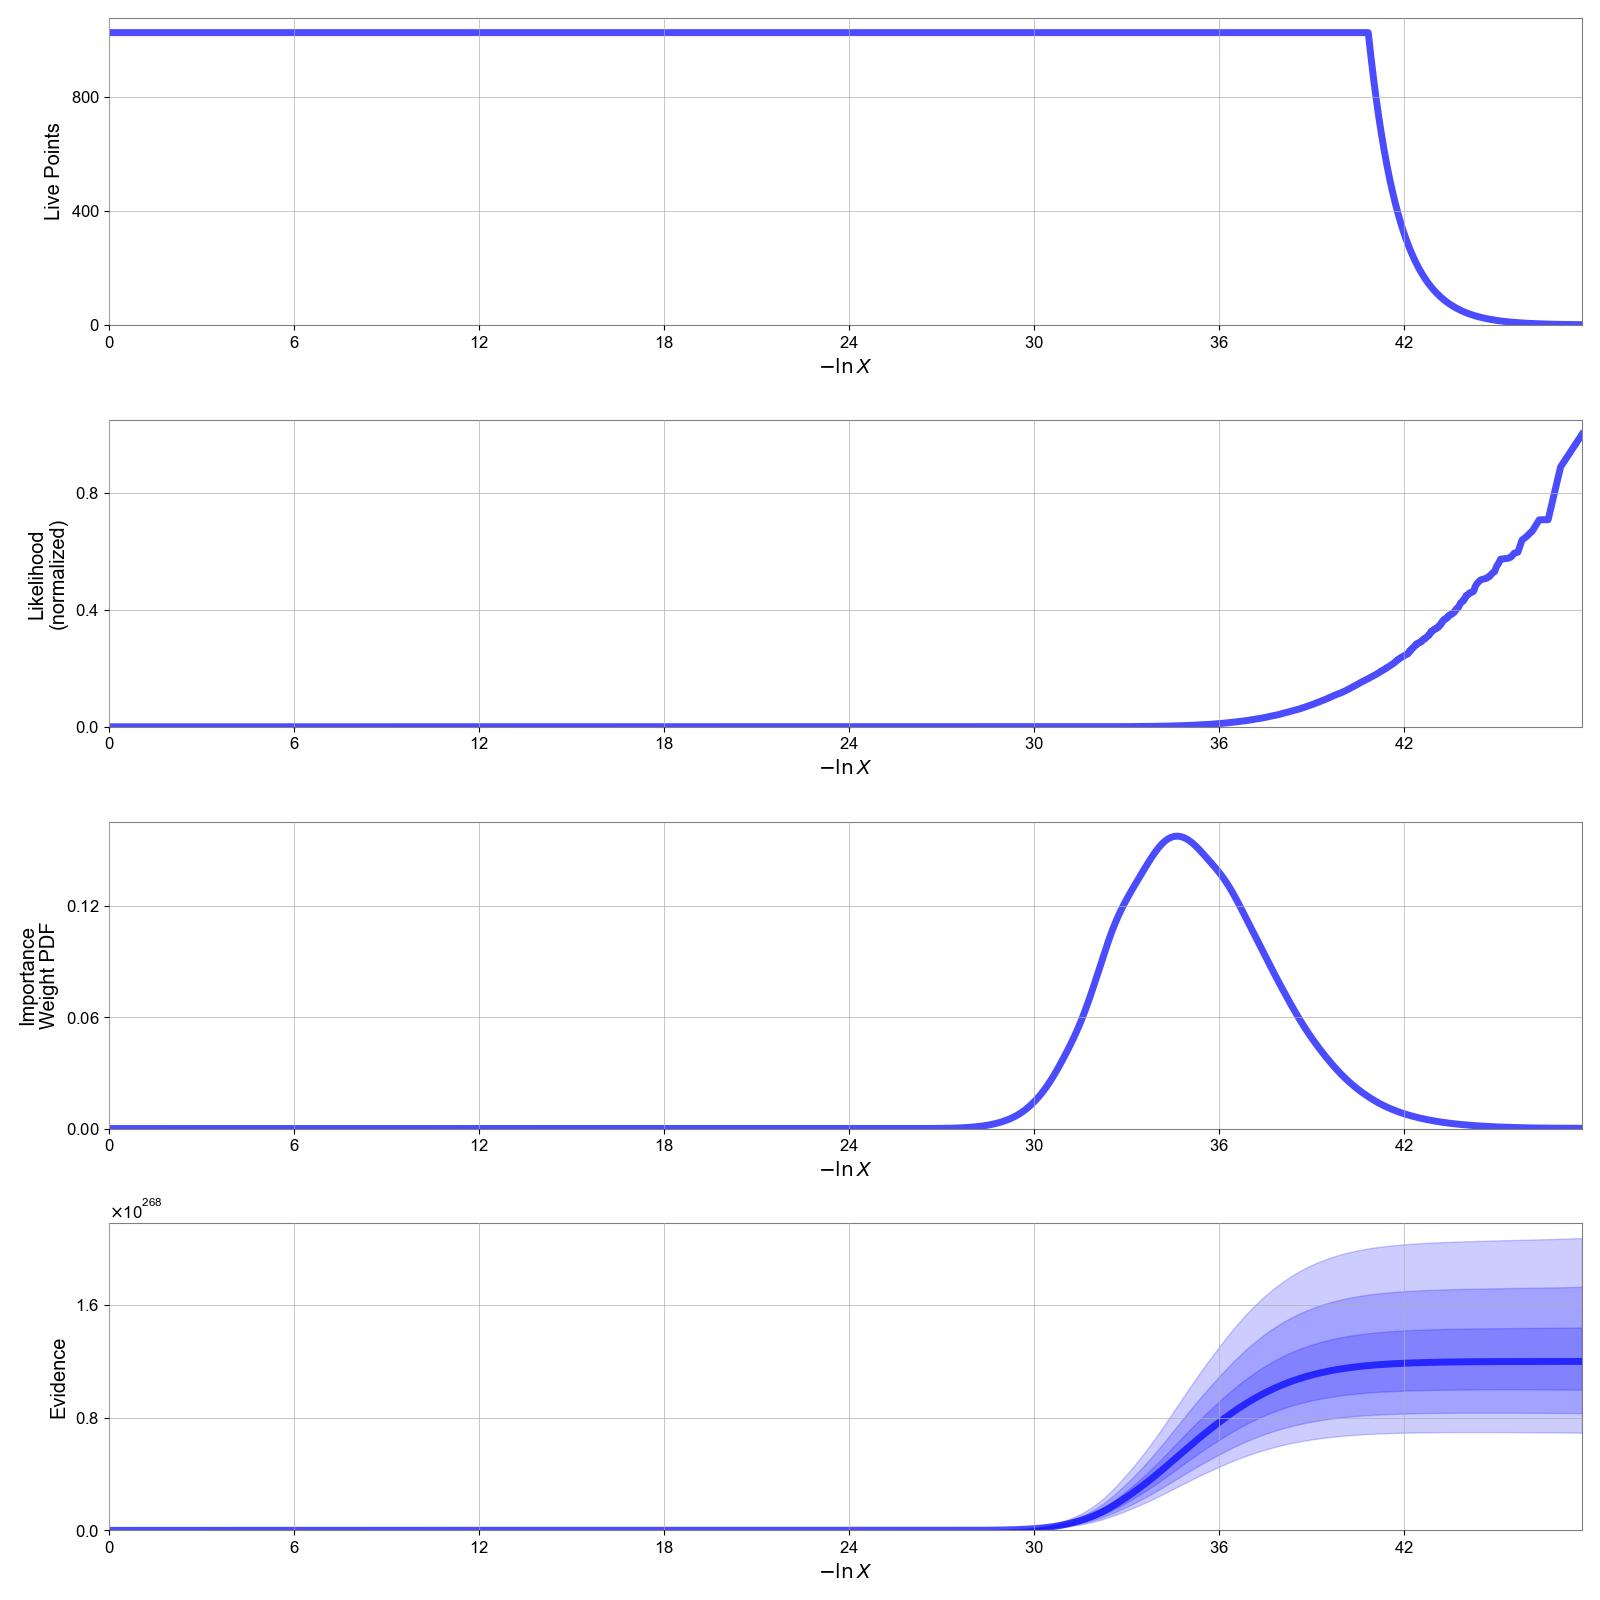 800
400
0
Live Points
0 6 12 18 24 30 36 42
−ln X
0.8
0.4
0.0
Likelihood
(normalized)
0 6 12 18 24 30 36 42
−ln X
0.12
0.06
0.00
Importance
Weight PDF
0 6 12 18 24 30 36 42
−ln X
×10^268
1.6
0.8
0.0
Evidence
0 6 12 18 24 30 36 42
−ln X